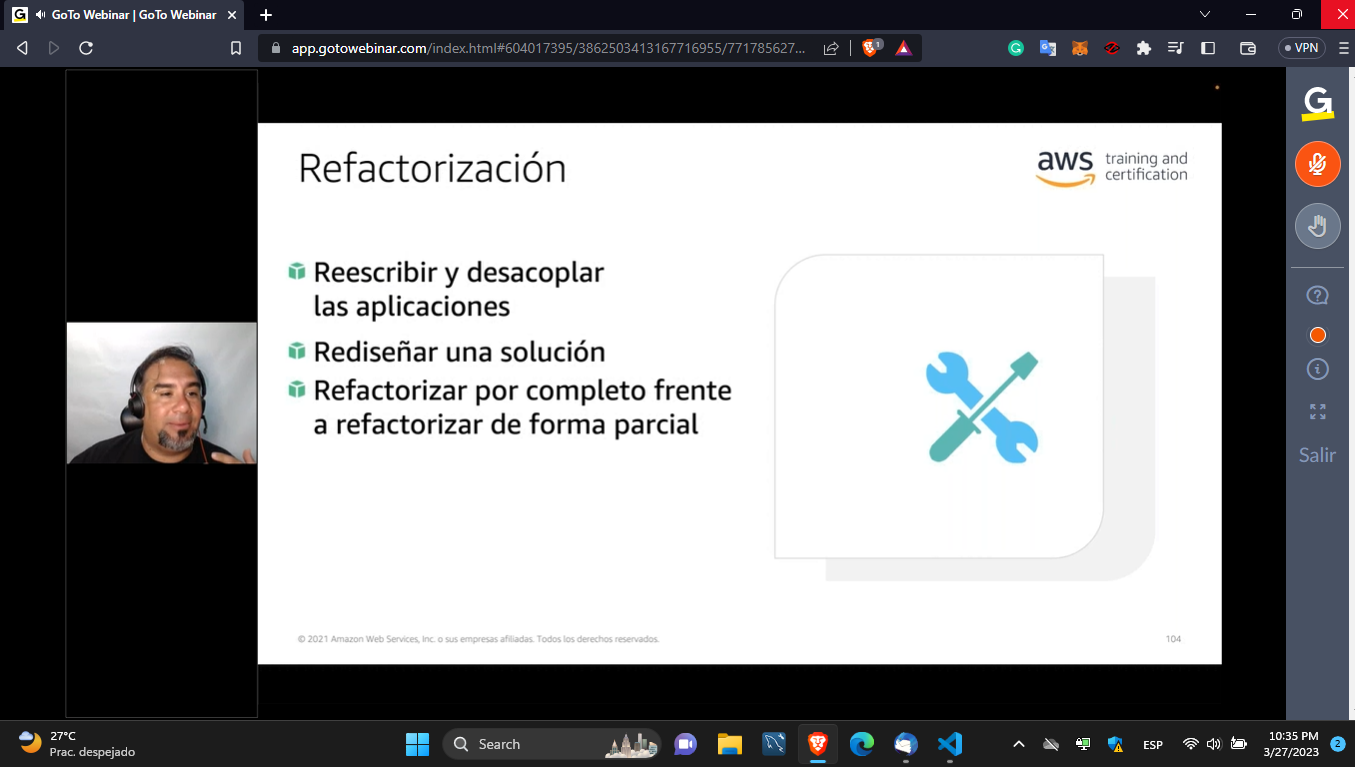 GoTo Webinar | GoTo Webinar
app.gotowebinar.com/index.html#604017395/3862503413167716955/771785627...
1
VPN
Refactorización
aws training and
certification
Reescribir y desacoplar
las aplicaciones
Rediseñar una solución
Refactorizar por completo frente
a refactorizar de forma parcial
© 2021 Amazon Web Services, Inc. o sus empresas afiliadas. Todos los derechos reservados.
104
Salir
27°C
Prac. despejado
Search
ESP
10:35 PM
3/27/2023
2